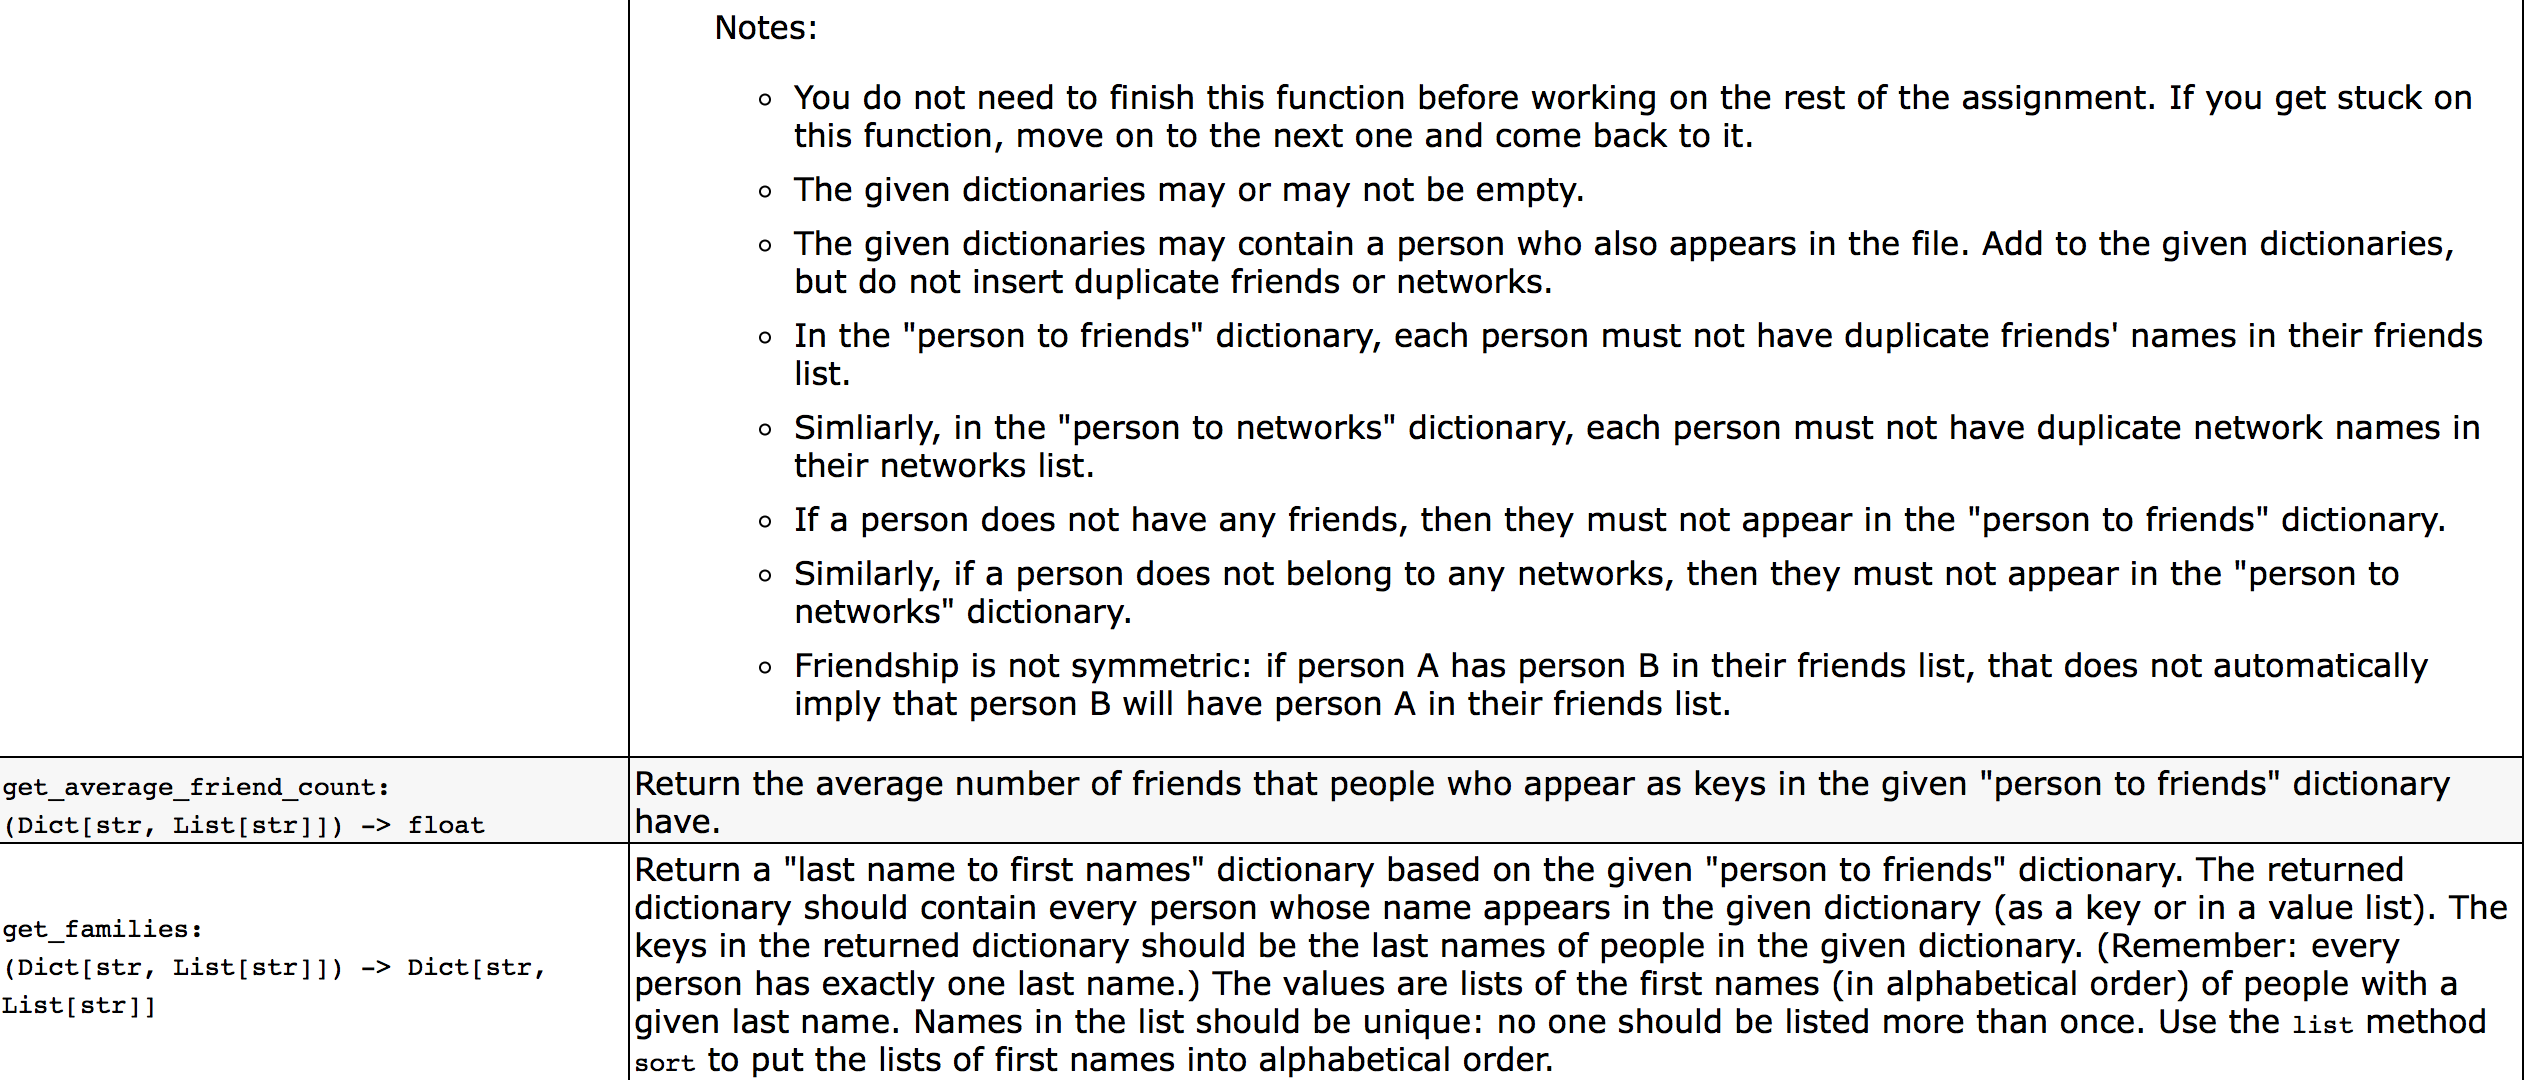 Notes:
You do not need to finish this function before working on the rest of the assignment. If you get stuck on
this function, move on to the next one and come back to it.
The given dictionaries may or may not be empty.
The given dictionaries may contain a person who also appears in the file. Add to the given dictionaries,
but do not insert duplicate friends or networks.
In the "person to friends" dictionary, each person must not have duplicate friends' names in their friends
list.
Simliarly, in the "person to networks" dictionary, each person must not have duplicate network names in
their networks list.
If a person does not have any friends, then they must not appear in the "person to friends" dictionary.
Similarly, if a person does not belong to any networks, then they must not appear in the "person to
networks" dictionary.
Friendship is not symmetric: if person A has person B in their friends list, that does not automatically
imply that person B will have person A in their friends list.
get_average_friend_count:
(Dict[str, List[str]]) -> float
Return the average number of friends that people who appear as keys in the given "person to friends" dictionary
have.
get_families:
(Dict[str, List[str]]) -> Dict[str,
List[str]]
Return a "last name to first names" dictionary based on the given "person to friends" dictionary. The returned
dictionary should contain every person whose name appears in the given dictionary (as a key or in a value list). The
keys in the returned dictionary should be the last names of people in the given dictionary. (Remember: every
person has exactly one last name.) The values are lists of the first names (in alphabetical order) of people with a
given last name. Names in the list should be unique: no one should be listed more than once. Use the list method
sort to put the lists of first names into alphabetical order.